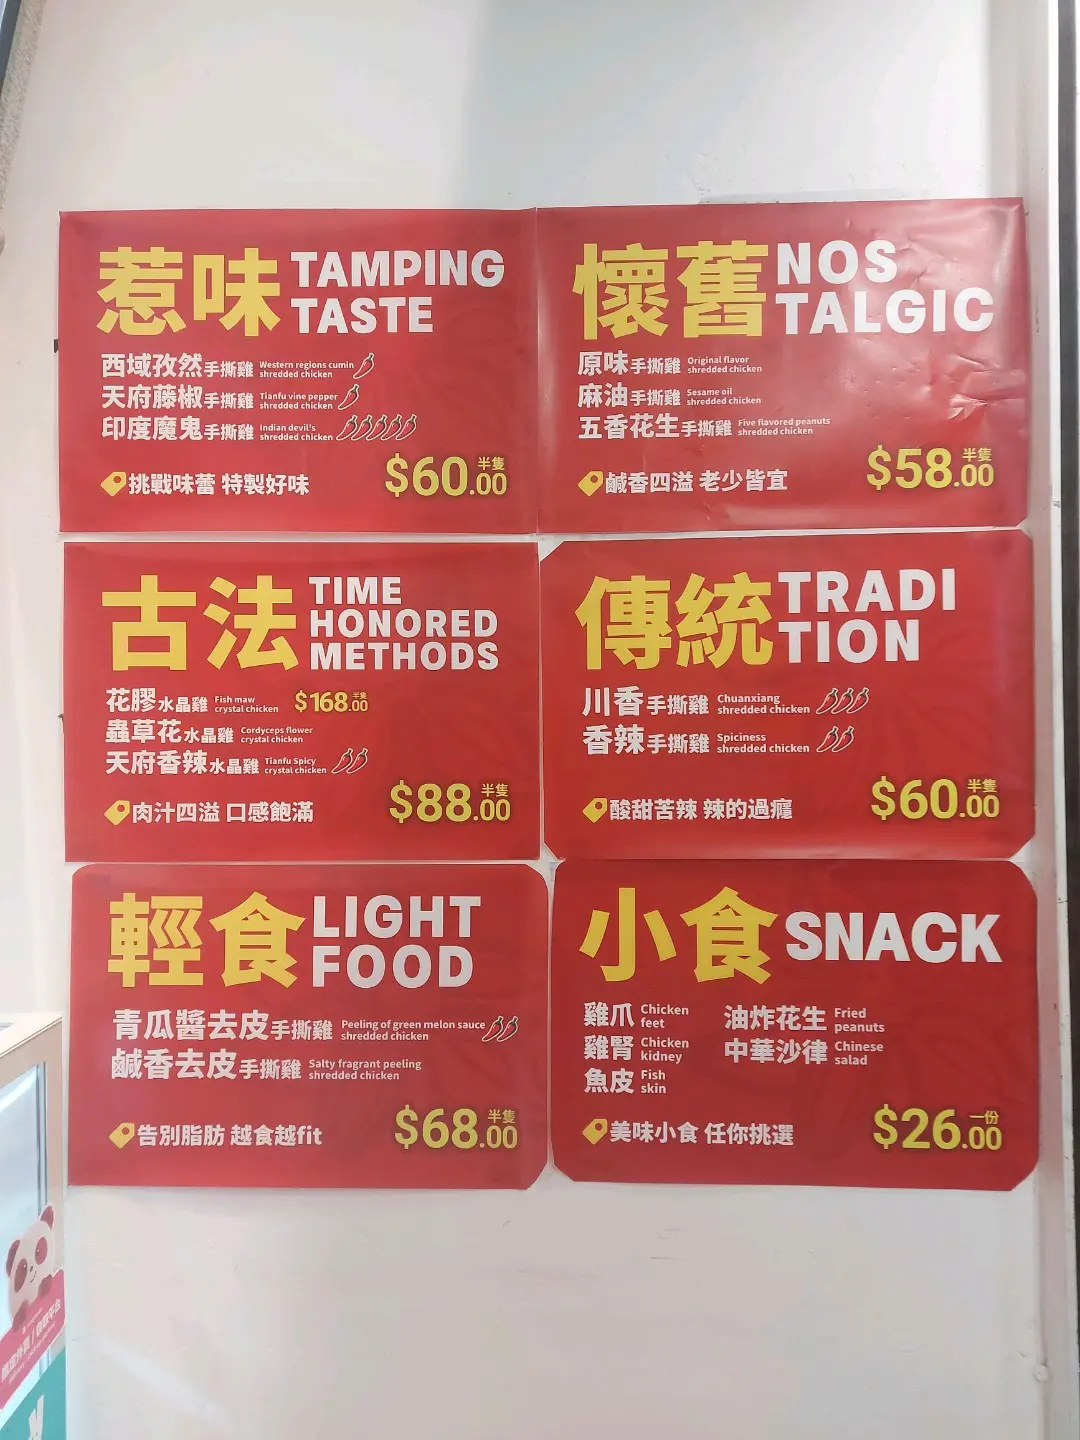 惹味 TAMPING
TASTE
西域孜然手撕雞 Western regions cumin
shredded chicken
天府藤椒手撕雞 Tianfu vine pepper
shredded chicken
印度魔鬼手撕雞 Indian devil's
shredded chicken
挑戰味蕾 特製好味
$60.00 半隻
懷舊 NOS
TALGIC
原味手撕雞 Original flavor
shredded chicken
麻油手撕雞 Sesame oil
shredded chicken
五香花生手撕雞 Five flavored peanuts
shredded chicken
鹹香四溢 老少皆宜
$58.00 半隻
古法 TIME
HONORED
METHODS
花膠水晶雞 Fish maw
crystal chicken
$168.00 半隻
蟲草花水晶雞 Cordyceps flower
crystal chicken
天府香辣水晶雞 Tianfu Spicy
crystal chicken
肉汁四溢 口感飽滿
$88.00 半隻
傳統 TRADI
TION
川香手撕雞 Chuanxiang
shredded chicken
香辣手撕雞 Spiciness
shredded chicken
酸甜苦辣 辣的過癮
$60.00 半隻
輕食 LIGHT
FOOD
青瓜醬去皮手撕雞 Peeling of green melon sauce
shredded chicken
鹹香去皮手撕雞 Salty fragrant peeling
shredded chicken
告別脂肪 越食越fit
$68.00 半隻
小食 SNACK
雞爪 Chicken
feet
油炸花生 Fried
peanuts
雞腎 Chicken
kidney
中華沙律 Chinese
salad
魚皮 Fish
skin
美味小食 任你挑選
$26.00 一份